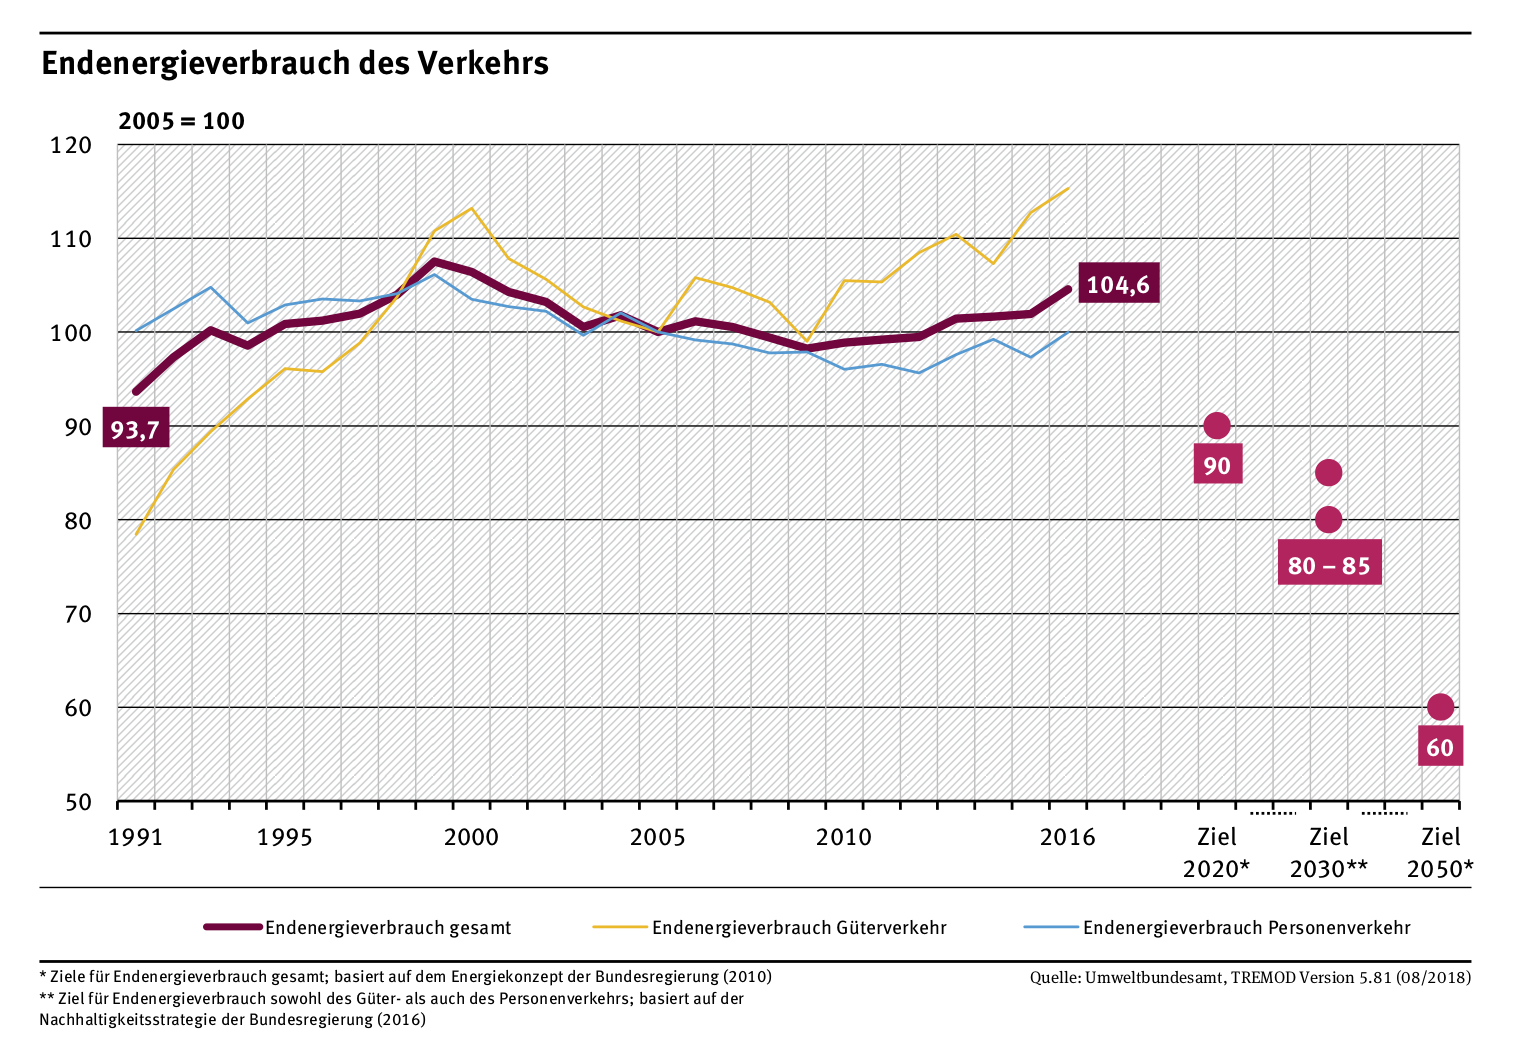 Endenergieverbrauch des Verkehrs
2005 = 100
120
110
100
90
80
70
60
50
93,7
104,6
90
80 – 85
60
1991 1995 2000 2005 2010 2016 Ziel Ziel Ziel
2020* 2030** 2050*
Endenergieverbrauch gesamt Endenergieverbrauch Güterverkehr Endenergieverbrauch Personenverkehr
* Ziele für Endenergieverbrauch gesamt; basiert auf dem Energiekonzept der Bundesregierung (2010) Quelle: Umweltbundesamt, TREMOD Version 5.81 (08/2018)
** Ziel für Endenergieverbrauch sowohl des Güter- als auch des Personenverkehrs; basiert auf der
Nachhaltigkeitsstrategie der Bundesregierung (2016)